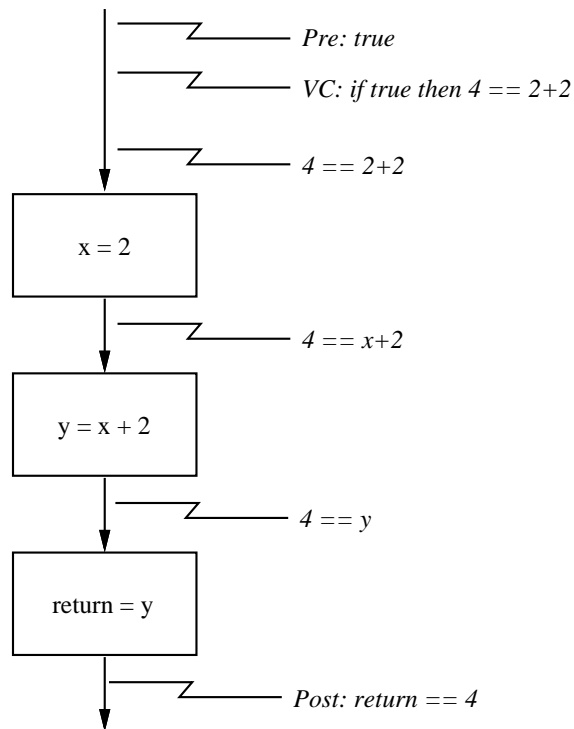 Pre: true
VC: if true then 4 == 2+2
4 == 2+2
x = 2
4 == x+2
y = x + 2
4 == y
return = y
Post: return == 4